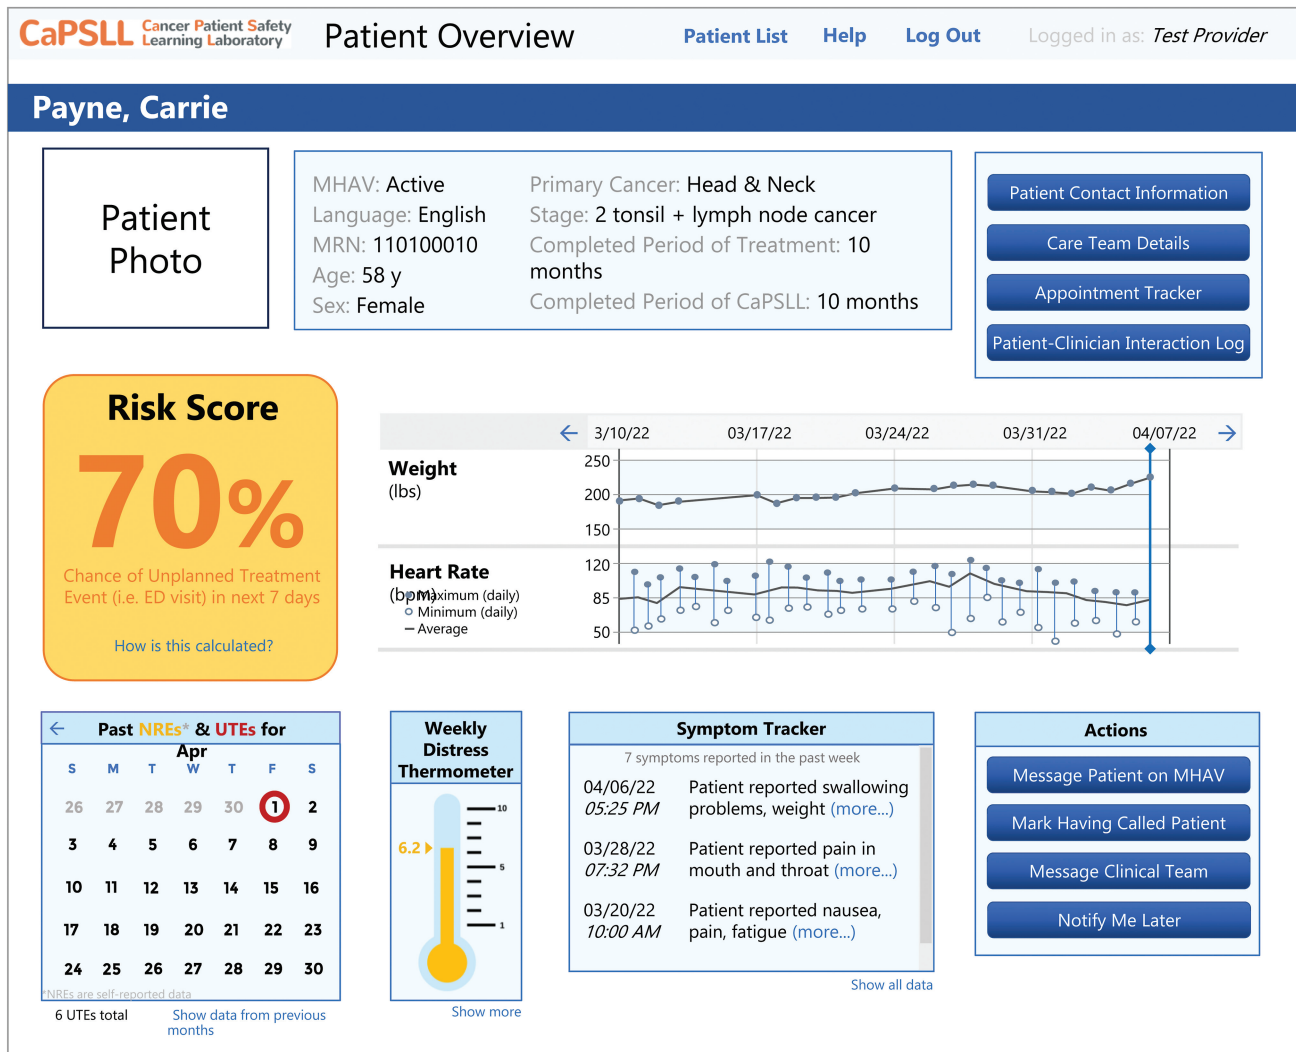 CaPSLL Cancer Patient Safety
Learning Laboratory
Patient Overview
Patient List
Help
Log Out
Logged in as: Test Provider
Payne, Carrie
Patient
Photo
MHAV: Active
Language: English
MRN: 110100010
Age: 58 y
Sex: Female
Primary Cancer: Head & Neck
Stage: 2 tonsil + lymph node cancer
Completed Period of Treatment: 10
months
Completed Period of CaPSLL: 10 months
Patient Contact Information
Care Team Details
Appointment Tracker
Patient-Clinician Interaction Log
Risk Score
70%
Chance of Unplanned Treatment
Event (i.e. ED visit) in next 7 days
How is this calculated?
3/10/22 03/17/22 03/24/22 03/31/22 04/07/22
Weight
(lbs)
250
200
150
Heart Rate
(bpm)
Maximum (daily)
Minimum (daily)
Average
120
85
50
Past NREs* & UTEs for
Apr
S M T W T F S
26 27 28 29 30 1 2
3 4 5 6 7 8 9
10 11 12 13 14 15 16
17 18 19 20 21 22 23
24 25 26 27 28 29 30
*NREs are self-reported data
6 UTEs total
Show data from previous
months
Weekly
Distress
Thermometer
10
6.2
5
1
Show more
Symptom Tracker
7 symptoms reported in the past week
04/06/22 Patient reported swallowing
05:25 PM problems, weight (more...)
03/28/22 Patient reported pain in
07:32 PM mouth and throat (more...)
03/20/22 Patient reported nausea,
10:00 AM pain, fatigue (more...)
Show all data
Actions
Message Patient on MHAV
Mark Having Called Patient
Message Clinical Team
Notify Me Later